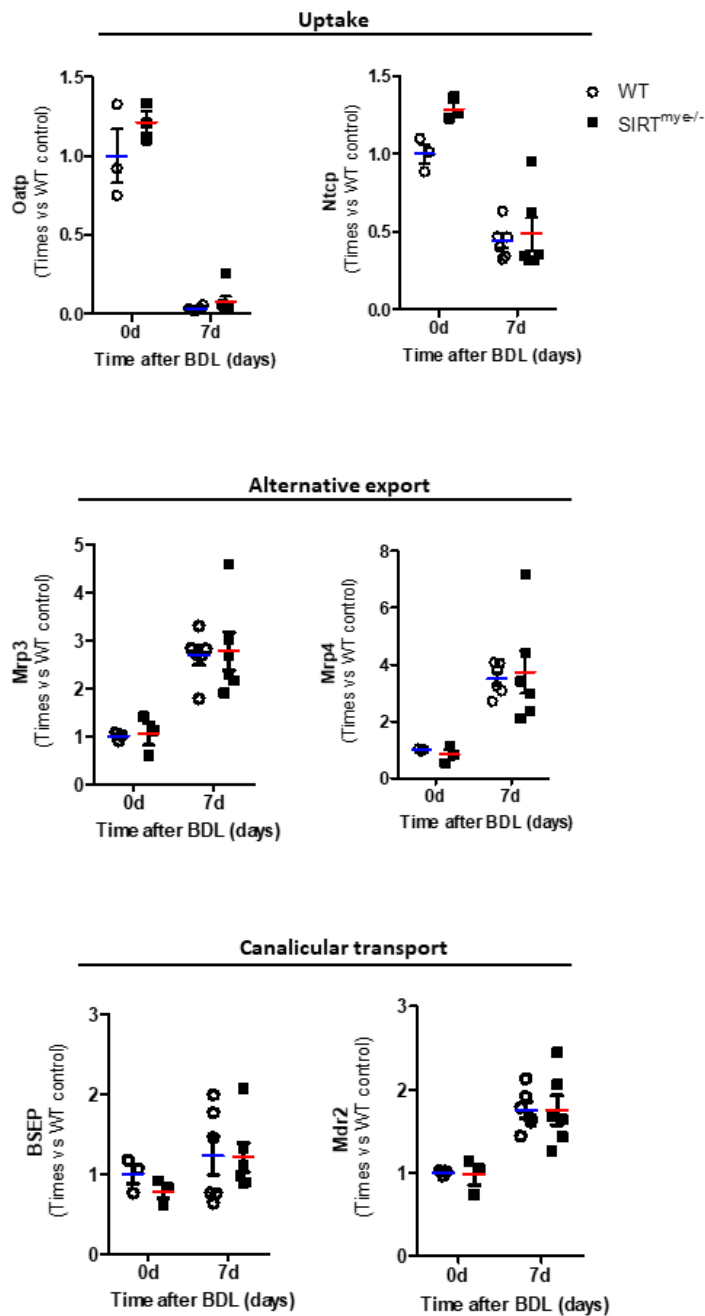 Uptake
Oatp
(Times vs WT control)
1.5
1.0
0.5
0.0
0d 7d
Time after BDL (days)
Ntcp
(Times vs WT control)
1.5
1.0
0.5
0.0
0d 7d
Time after BDL (days)
WT
SIRT^mye-/-
Alternative export
Mrp3
(Times vs WT control)
5
4
3
2
1
0
0d 7d
Time after BDL (days)
Mrp4
(Times vs WT control)
8
6
4
2
0
0d 7d
Time after BDL (days)
Canalicular transport
BSEP
(Times vs WT control)
3
2
1
0
0d 7d
Time after BDL (days)
Mdr2
(Times vs WT control)
3
2
1
0
0d 7d
Time after BDL (days)